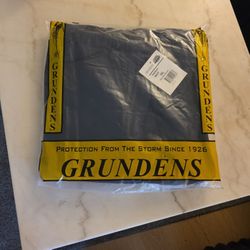 GRUNDENS
GRUNDENS
PROTECTION FROM THE STORM SINCE 1926
GRUNDENS